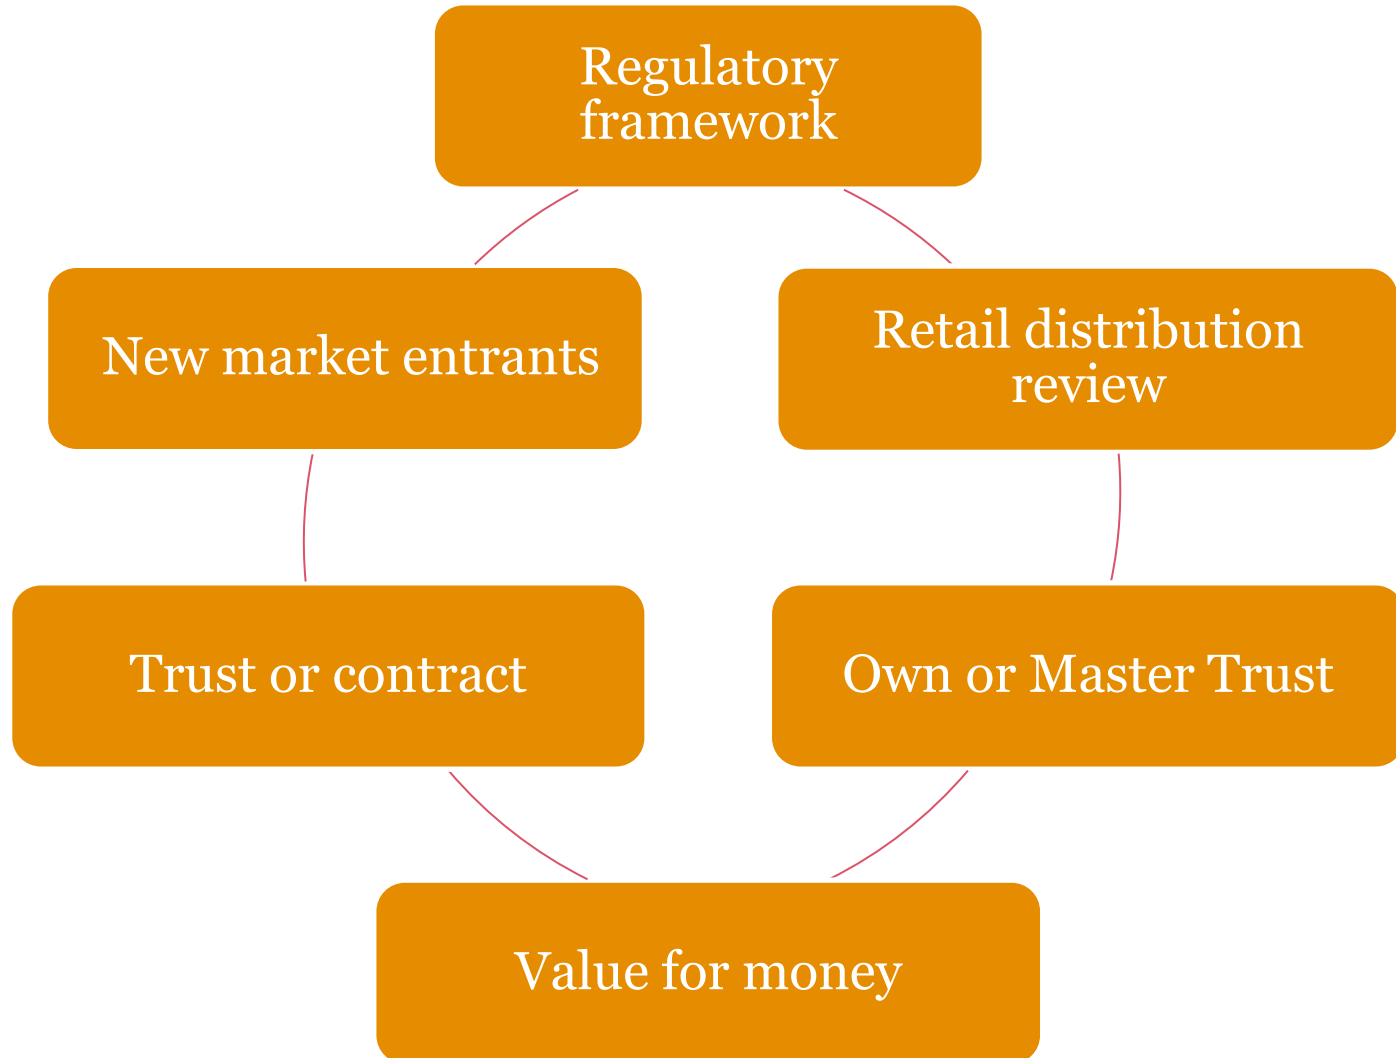 Regulatory
framework
New market entrants
Retail distribution
review
Trust or contract
Own or Master Trust
Value for money